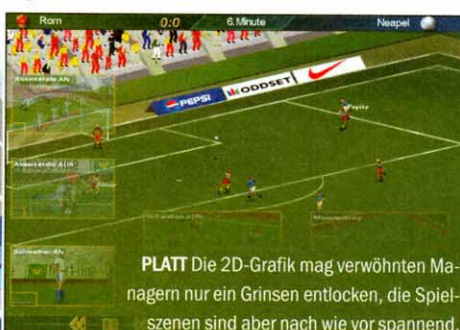 Rom 0:0 6. Minute Neapel
PEPSI ODDSET
PLATT Die 2D-Grafik mag verwöhnten Ma-
nagern nur ein Grinsen entlocken, die Spiel-
szenen sind aber nach wie vor spannend.